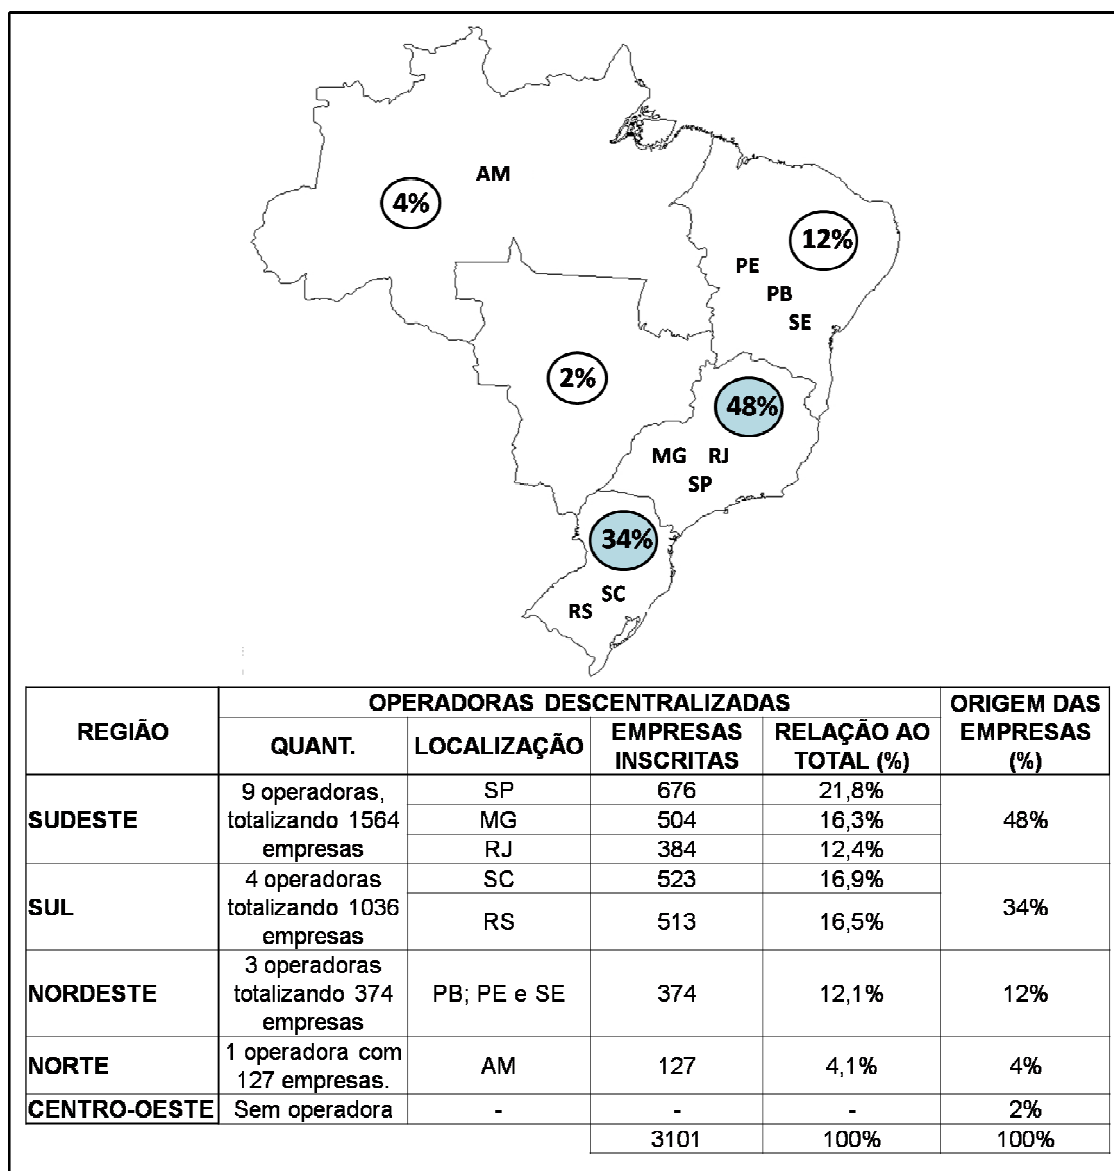 AM
4%
12%
PE
PB
SE
2%
48%
MG RJ
SP
34%
SC
RS
REGIÃO
OPERADORAS DESCENTRALIZADAS
ORIGEM DAS
EMPRESAS
(%)
QUANT.
LOCALIZAÇÃO
EMPRESAS
INSCRITAS
RELAÇÃO AO
TOTAL (%)
SUDESTE
9 operadoras,
totalizando 1564
empresas
SP 676 21,8%
MG 504 16,3%
RJ 384 12,4%
48%
SUL
4 operadoras
totalizando 1036
empresas
SC 523 16,9%
RS 513 16,5%
34%
NORDESTE
3 operadoras
totalizando 374
empresas
PB; PE e SE 374 12,1% 12%
NORTE
1 operadora com
127 empresas.
AM 127 4,1% 4%
CENTRO-OESTE Sem operadora - - - 2%
3101 100% 100%